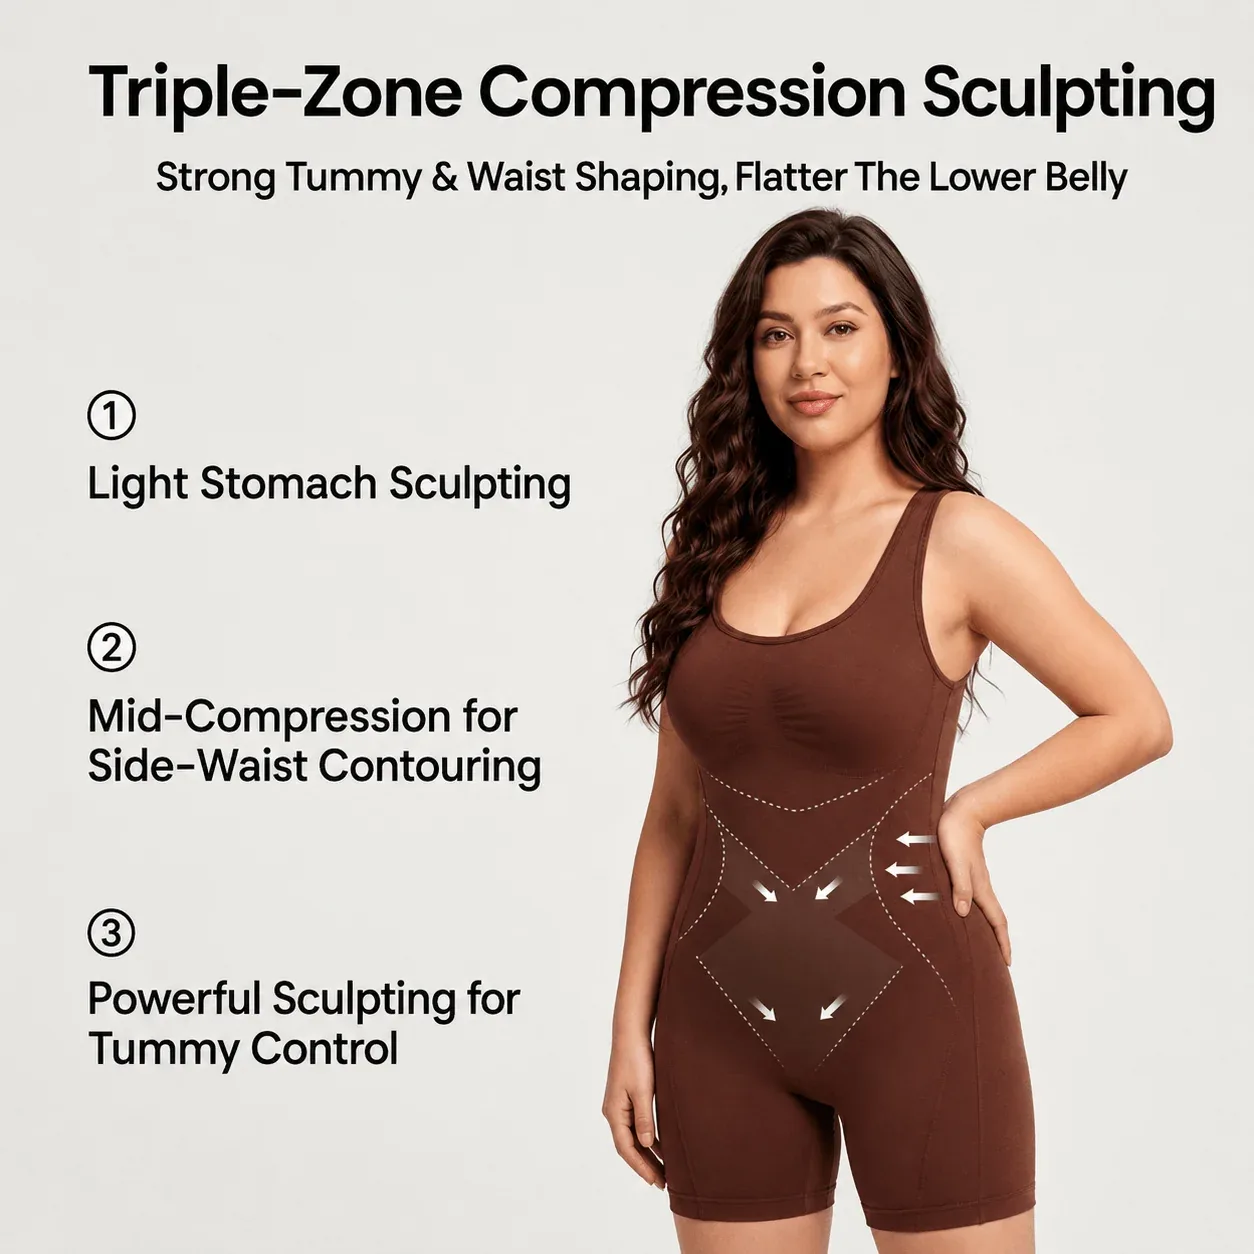 Triple-Zone Compression Sculpting
Strong Tummy & Waist Shaping, Flatter The Lower Belly
①
Light Stomach Sculpting
②
Mid-Compression for
Side-Waist Contouring
③
Powerful Sculpting for
Tummy Control